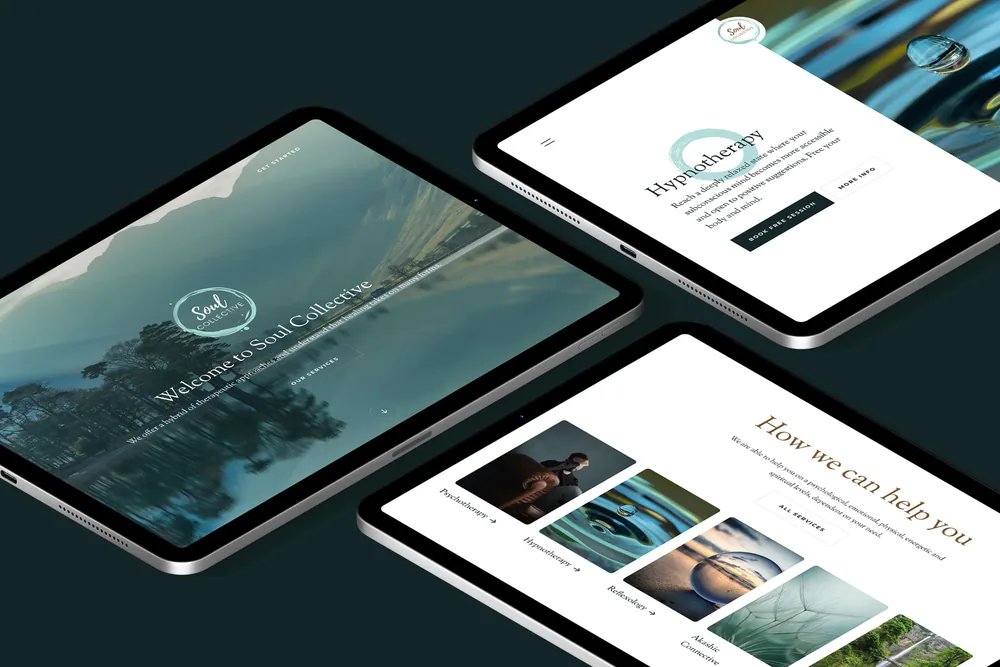 GET STARTED
Soul
COLLECTIVE
Welcome to Soul Collective
We offer a hybrid of therapeutic approaches and understand that healing takes on many forms.
OUR SERVICES
Soul
COLLECTIVE
Hypnotherapy
Reach a deeply relaxed state where your
subconscious mind becomes more accessible
and open to positive suggestions. Free your
body and mind.
BOOK FREE SESSION
MORE INFO
How we can help you
We are able to help you on a psychological, emotional, physical, energetic and
spiritual levels, dependent on your need.
ALL SERVICES
Psychotherapy →
Hypnotherapy →
Reflexology →
Akashic
Connective